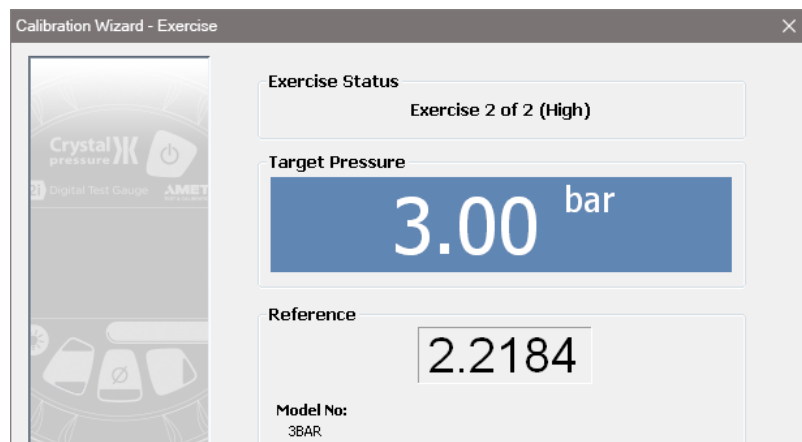 Calibration Wizard - Exercise
Exercise Status
Exercise 2 of 2 (High)
Crystal
pressure
Digital Test Gauge
Target Pressure
3.00 bar
Reference
2.2184
Model No:
3BAR